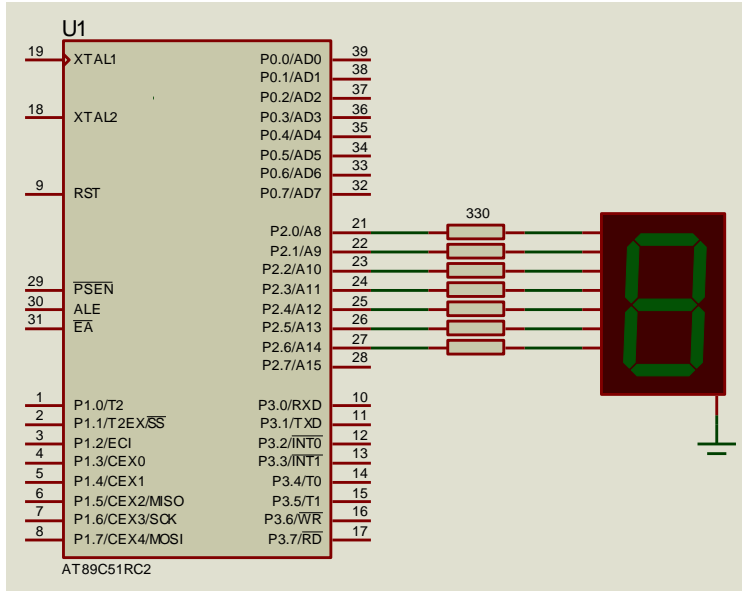 U1
19 XTAL1 P0.0/AD0 39
P0.1/AD1 38
P0.2/AD2 37
18 XTAL2 P0.3/AD3 36
P0.4/AD4 35
P0.5/AD5 34
P0.6/AD6 33
9 RST P0.7/AD7 32
330
P2.0/A8 21
P2.1/A9 22
P2.2/A10 23
29 PSEN P2.3/A11 24
30 ALE P2.4/A12 25
31 EA P2.5/A13 26
P2.6/A14 27
P2.7/A15 28
1 P1.0/T2 P3.0/RXD 10
2 P1.1/T2EX/SS P3.1/TXD 11
3 P1.2/ECI P3.2/INT0 12
4 P1.3/CEX0 P3.3/INT1 13
5 P1.4/CEX1 P3.4/T0 14
6 P1.5/CEX2/MISO P3.5/T1 15
7 P1.6/CEX3/SCK P3.6/WR 16
8 P1.7/CEX4/MOSI P3.7/RD 17
AT89C51RC2